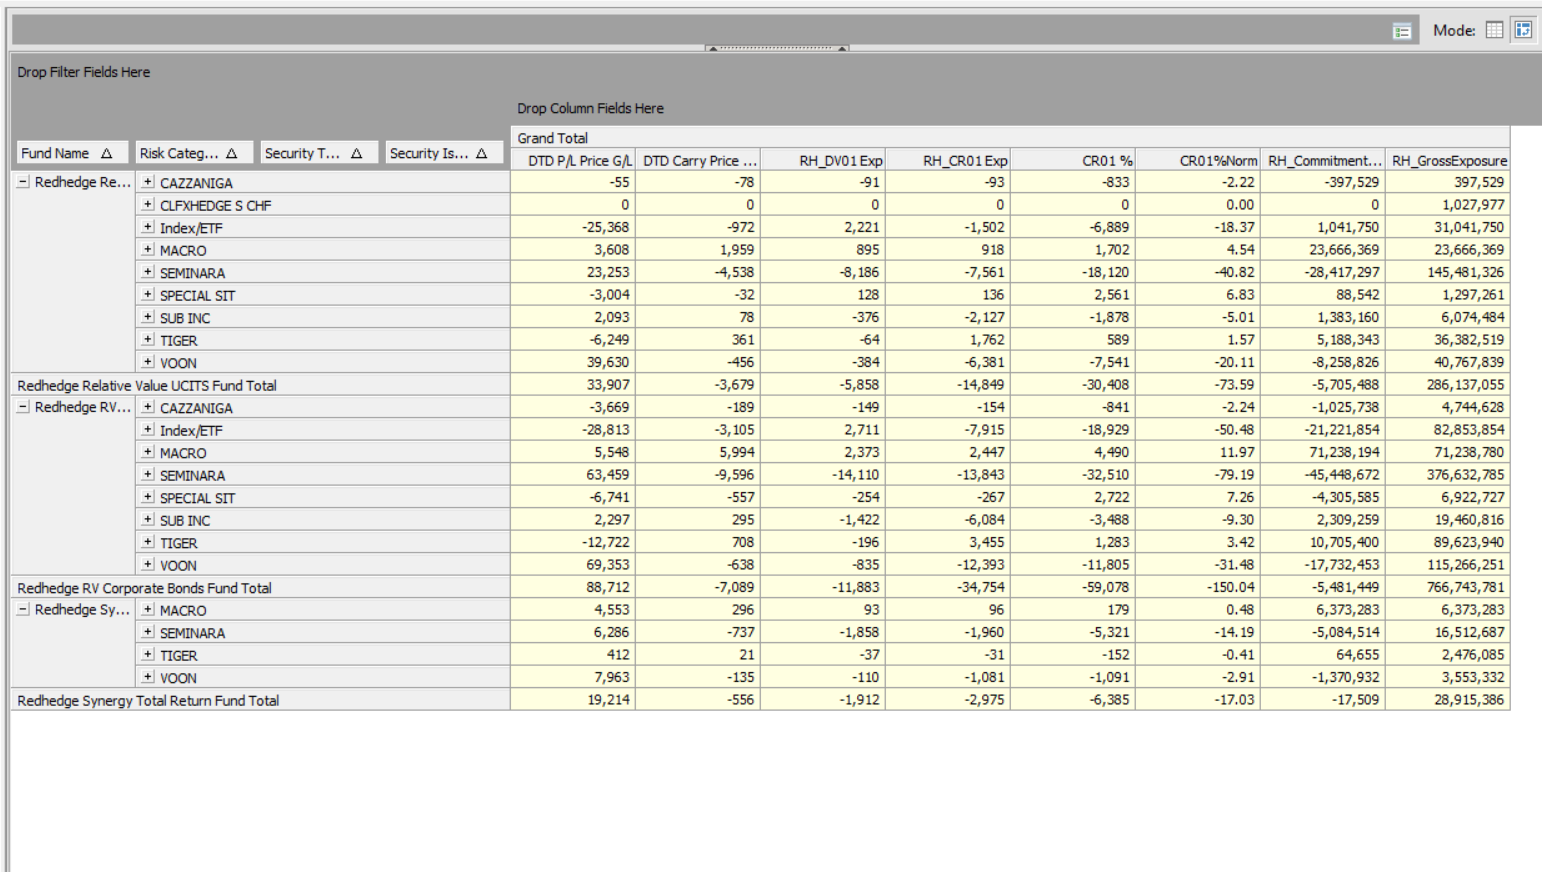 Mode:
Drop Filter Fields Here
Drop Column Fields Here
Grand Total
Fund Name Risk Categ... Security T... Security Is... DTD P/L Price G/L DTD Carry Price ... RH_DV01 Exp RH_CR01 Exp CR01 % CR01%Norm RH_Commitment... RH_GrossExposure
Redhedge Re... CAZZANIGA -55 -78 -91 -93 -833 -2.22 -397,529 397,529
CLFXHEDGE S CHF 0 0 0 0 0 0.00 0 1,027,977
Index/ETF -25,368 -972 2,221 -1,502 -6,889 -18.37 1,041,750 31,041,750
MACRO 3,608 1,959 895 918 1,702 4.54 23,666,369 23,666,369
SEMINARA 23,253 -4,538 -8,186 -7,561 -18,120 -40.82 -28,417,297 145,481,326
SPECIAL SIT -3,004 -32 128 136 2,561 6.83 88,542 1,297,261
SUB INC 2,093 78 -376 -2,127 -1,878 -5.01 1,383,160 6,074,484
TIGER -6,249 361 -64 1,762 589 1.57 5,188,343 36,382,519
VOON 39,630 -456 -384 -6,381 -7,541 -20.11 -8,258,826 40,767,839
Redhedge Relative Value UCITS Fund Total 33,907 -3,679 -5,858 -14,849 -30,408 -73.59 -5,705,488 286,137,055
Redhedge RV... CAZZANIGA -3,669 -189 -149 -154 -841 -2.24 -1,025,738 4,744,628
Index/ETF -28,813 -3,105 2,711 -7,915 -18,929 -50.48 -21,221,854 82,853,854
MACRO 5,548 5,994 2,373 2,447 4,490 11.97 71,238,194 71,238,780
SEMINARA 63,459 -9,596 -14,110 -13,843 -32,510 -79.19 -45,448,672 376,632,785
SPECIAL SIT -6,741 -557 -254 -267 2,722 7.26 -4,305,585 6,922,727
SUB INC 2,297 295 -1,422 -6,084 -3,488 -9.30 2,309,259 19,460,816
TIGER -12,722 708 -196 3,455 1,283 3.42 10,705,400 89,623,940
VOON 69,353 -638 -835 -12,393 -11,805 -31.48 -17,732,453 115,266,251
Redhedge RV Corporate Bonds Fund Total 88,712 -7,089 -11,883 -34,754 -59,078 -150.04 -5,481,449 766,743,781
Redhedge Sy... MACRO 4,553 296 93 96 179 0.48 6,373,283 6,373,283
SEMINARA 6,286 -737 -1,858 -1,960 -5,321 -14.19 -5,084,514 16,512,687
TIGER 412 21 -37 -31 -152 -0.41 64,655 2,476,085
VOON 7,963 -135 -110 -1,081 -1,091 -2.91 -1,370,932 3,553,332
Redhedge Synergy Total Return Fund Total 19,214 -556 -1,912 -2,975 -6,385 -17.03 -17,509 28,915,386